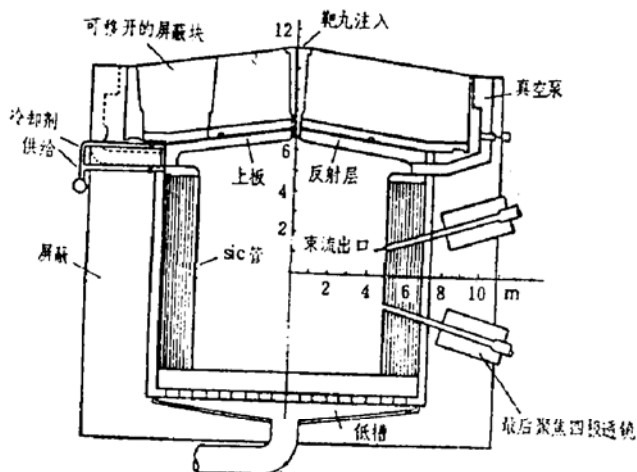 12
靶丸注入
可移开的屏蔽块
真空泵
冷却剂
供给
6
上板
反射层
4
束流出口
2
屏蔽
sic管
2 4 6 8 10 m
低槽
最后聚焦四极透镜